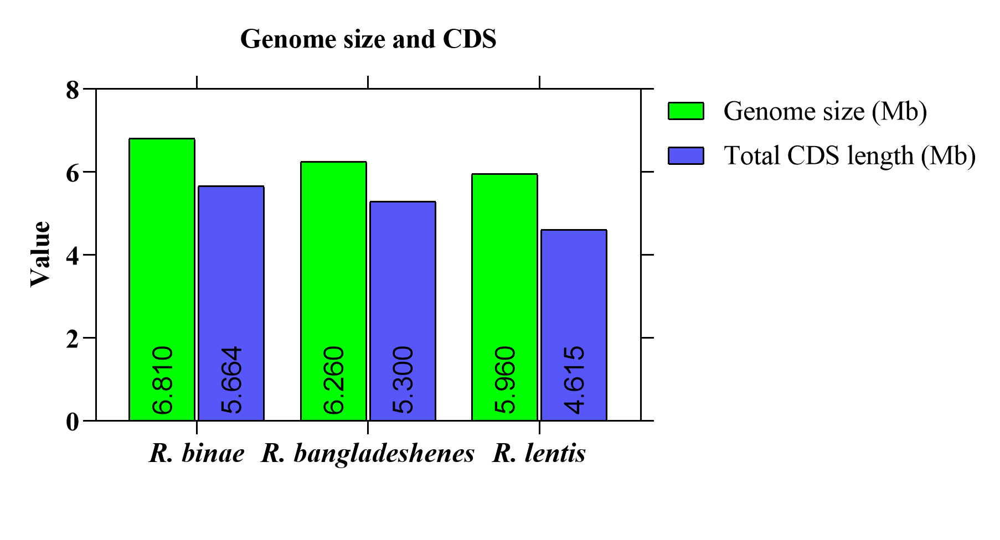 Genome size and CDS
8
6
4
2
0
Value
6.810
5.664
6.260
5.300
5.960
4.615
R. binae
R. bangladeshenes
R. lentis
Genome size (Mb)
Total CDS length (Mb)